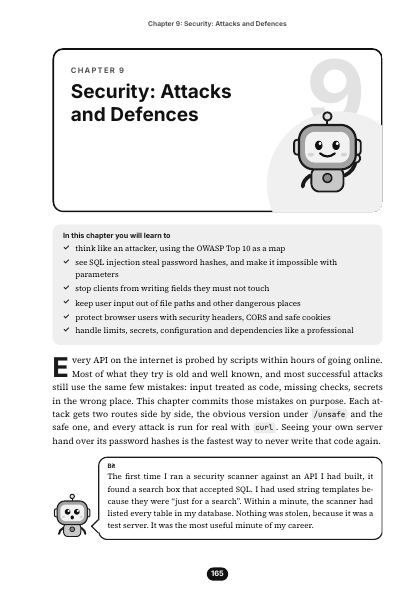 Chapter 9: Security: Attacks and Defences
CHAPTER 9
9
Security: Attacks
and Defences
In this chapter you will learn to
✓ think like an attacker, using the OWASP Top 10 as a map
✓ see SQL injection steal password hashes, and make it impossible with
parameters
✓ stop clients from writing fields they must not touch
✓ keep user input out of file paths and other dangerous places
✓ protect browser users with security headers, CORS and safe cookies
✓ handle limits, secrets, configuration and dependencies like a professional
Every API on the internet is probed by scripts within hours of going online.
Most of what they try is old and well known, and most successful attacks
still use the same few mistakes: input treated as code, missing checks, secrets
in the wrong place. This chapter commits those mistakes on purpose. Each at-
tack gets two routes side by side, the obvious version under /unsafe and the
safe one, and every attack is run for real with curl. Seeing your own server
hand over its password hashes is the fastest way to never write that code again.
Bit
The first time I ran a security scanner against an API I had built, it
found a search box that accepted SQL. I had used string templates be-
cause they were “just for a search”. Within a minute, the scanner had
listed every table in my database. Nothing was stolen, because it was a
test server. It was the most useful minute of my career.
165